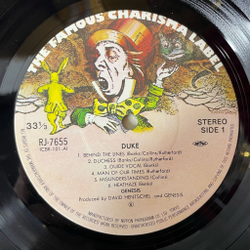 THE FAMOUS CHARISMA LABEL
33 1/3
RJ-7655
STEREO
SIDE 1
DUKE
1. BEHIND THE LINES (Banks/Collins/Rutherford)
2. DUCHESS (Banks/Collins/Rutherford)
3. GUIDE VOCAL (Banks)
4. MAN OF OUR TIMES (Rutherford)
5. MISUNDERSTANDING (Collins)
6. HEATHAZE (Banks)
GENESIS
Produced by DAVID HENTSCHEL and GENESIS